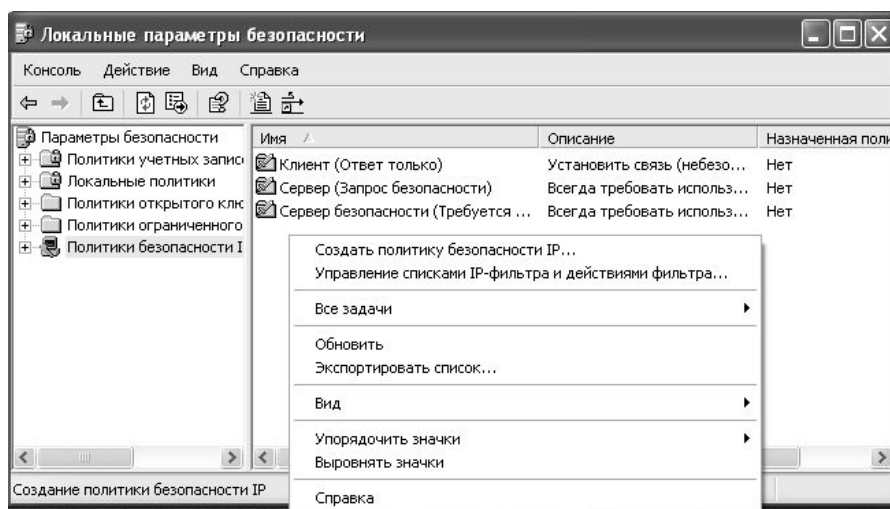 Локальные параметры безопасности
Консоль Действие Вид Справка
Параметры безопасности
Политики учетных записе
Локальные политики
Политики открытого клю
Политики ограниченного
Политики безопасности I
Имя Описание Назначенная поли
Клиент (Ответ только) Установить связь (небезо... Нет
Сервер (Запрос безопасности) Всегда требовать использ... Нет
Сервер безопасности (Требуется ... Всегда требовать использ... Нет
Создать политику безопасности IP...
Управление списками IP-фильтра и действиями фильтра...
Все задачи
Обновить
Экспортировать список...
Вид
Упорядочить значки
Выровнять значки
Справка
Создание политики безопасности IP